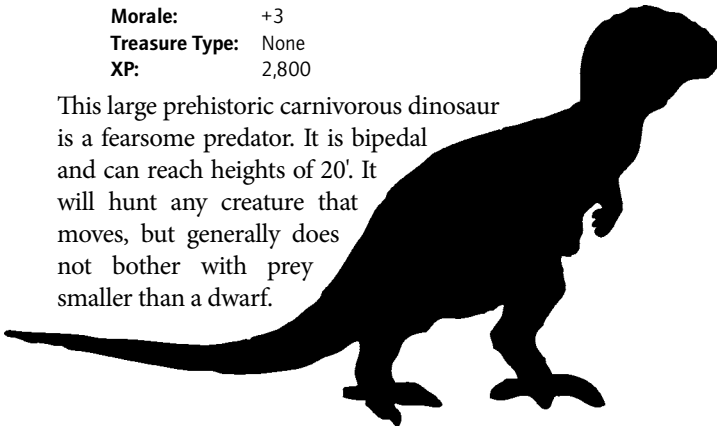 Morale: +3
Treasure Type: None
XP: 2,800
This large prehistoric carnivorous dinosaur
is a fearsome predator. It is bipedal
and can reach heights of 20'. It
will hunt any creature that
moves, but generally does
not bother with prey
smaller than a dwarf.